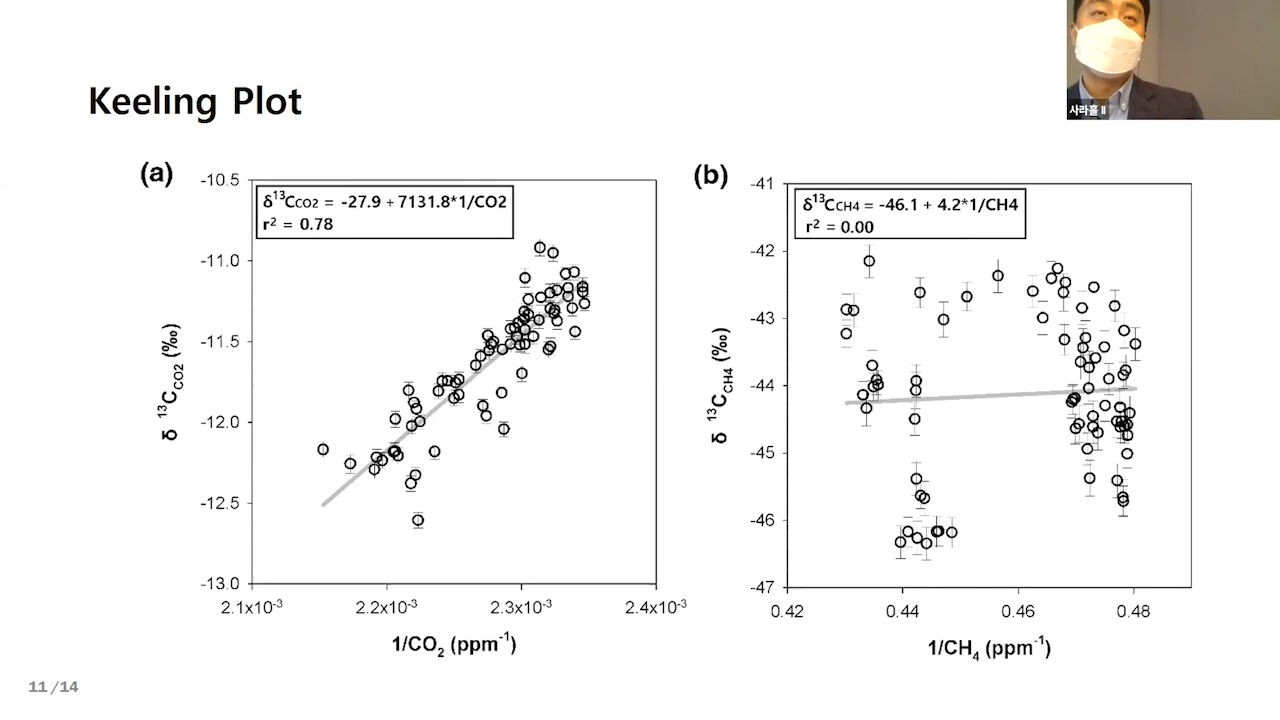 Keeling Plot
사라홀 II
(a)
δ¹³CCO2 = -27.9 + 7131.8*1/CO2
r² = 0.78
-10.5
-11.0
-11.5
-12.0
-12.5
-13.0
δ ¹³C_CO2 (‰)
2.1x10⁻³
2.2x10⁻³
2.3x10⁻³
2.4x10⁻³
1/CO₂ (ppm⁻¹)
(b)
δ¹³CCH4 = -46.1 + 4.2*1/CH4
r² = 0.00
-41
-42
-43
-44
-45
-46
-47
δ ¹³C_CH4 (‰)
0.42
0.44
0.46
0.48
1/CH₄ (ppm⁻¹)
11 /14